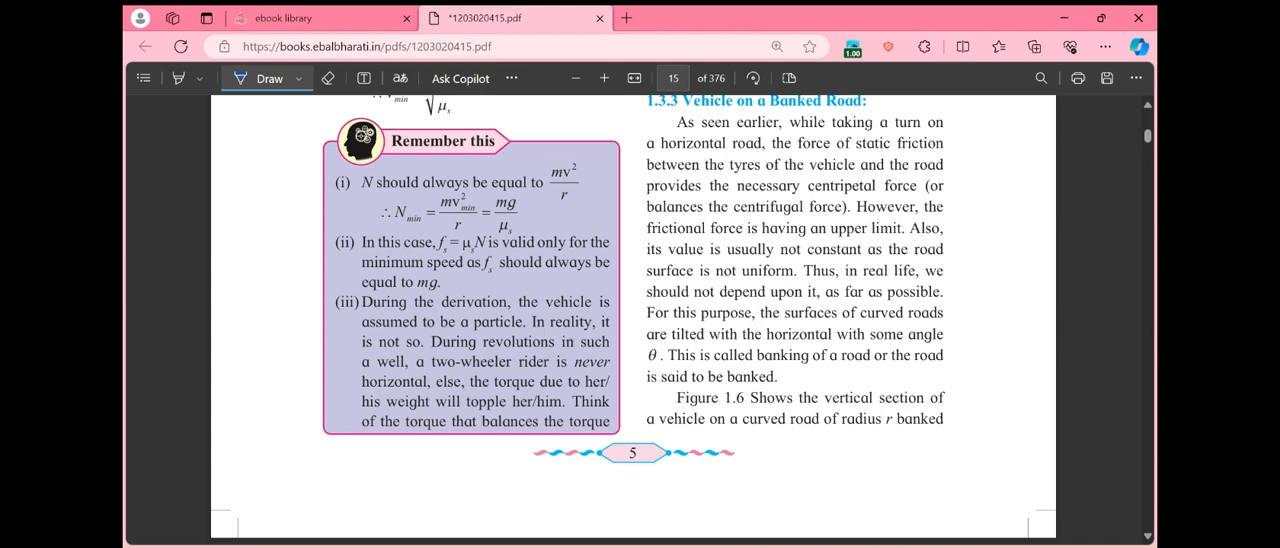 ebook library
*1203020415.pdf
https://books.ebalbharati.in/pdfs/1203020415.pdf
1.00
Draw
Ask Copilot
15 of 376
min √ μs
Remember this
(i) N should always be equal to mv²/r
∴ Nmin = mv²min/r = mg/μs
(ii) In this case, fs = μsN is valid only for the
minimum speed as fs should always be
equal to mg.
(iii) During the derivation, the vehicle is
assumed to be a particle. In reality, it
is not so. During revolutions in such
a well, a two-wheeler rider is never
horizontal, else, the torque due to her/
his weight will topple her/him. Think
of the torque that balances the torque
1.3.3 Vehicle on a Banked Road:
As seen earlier, while taking a turn on
a horizontal road, the force of static friction
between the tyres of the vehicle and the road
provides the necessary centripetal force (or
balances the centrifugal force). However, the
frictional force is having an upper limit. Also,
its value is usually not constant as the road
surface is not uniform. Thus, in real life, we
should not depend upon it, as far as possible.
For this purpose, the surfaces of curved roads
are tilted with the horizontal with some angle
θ . This is called banking of a road or the road
is said to be banked.
Figure 1.6 Shows the vertical section of
a vehicle on a curved road of radius r banked
5